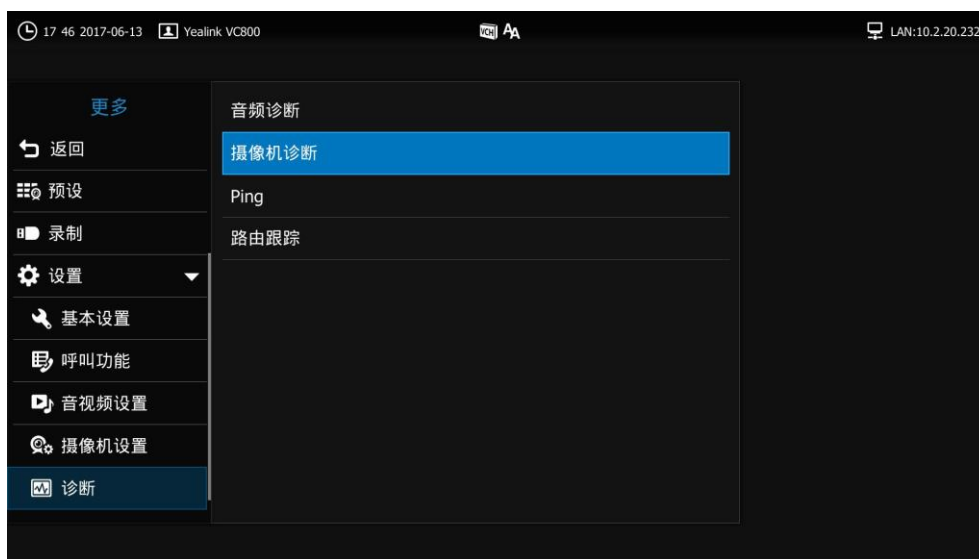 17 46 2017-06-13 Yealink VC800 VCH AA LAN:10.2.20.232
更多
返回
预设
录制
设置
基本设置
呼叫功能
音视频设置
摄像机设置
诊断
音频诊断
摄像机诊断
Ping
路由跟踪